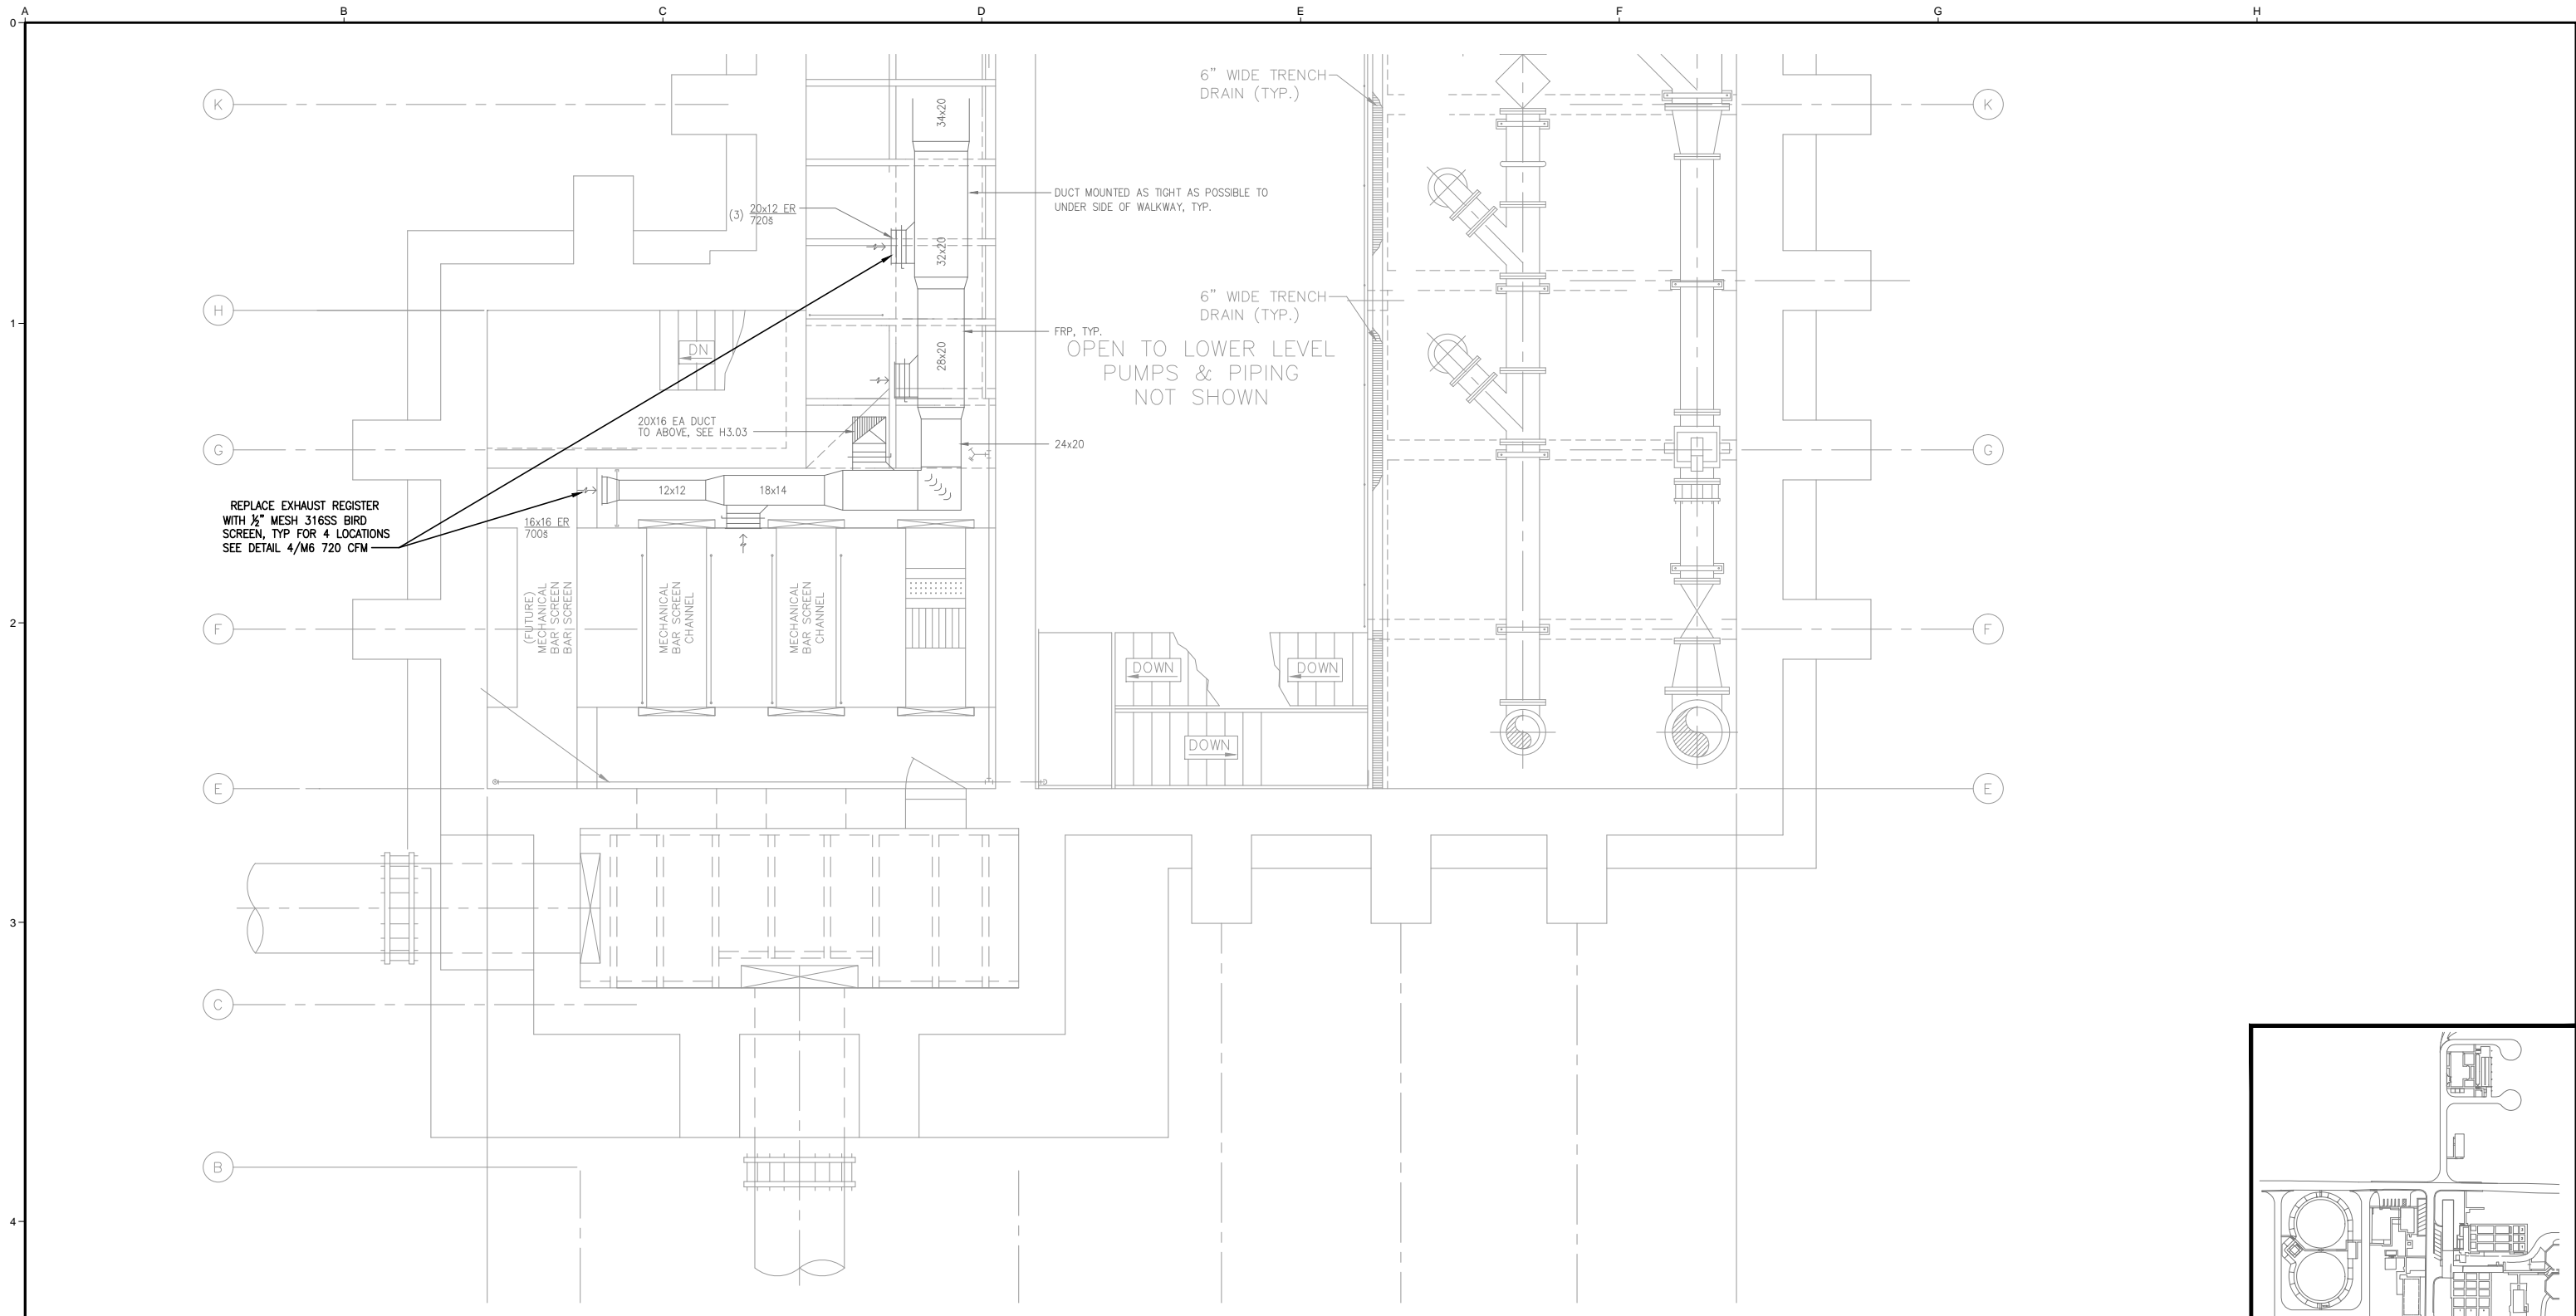 A B C D E F G H
0
K
K
34x20
6” WIDE TRENCH
DRAIN (TYP.)
DUCT MOUNTED AS TIGHT AS POSSIBLE TO
UNDER SIDE OF WALKWAY, TYP.
(3) 20x12 ER
720
32x20
6” WIDE TRENCH
DRAIN (TYP.)
H
1
FRP, TYP.
DN
28x20
OPEN TO LOWER LEVEL
PUMPS & PIPING
NOT SHOWN
20X16 EA DUCT
TO ABOVE, SEE H3.03
24x20
G
G
12x12
18x14
REPLACE EXHAUST REGISTER
WITH ½" MESH 316SS BIRD
SCREEN, TYP FOR 4 LOCATIONS
SEE DETAIL 4/M6 720 CFM
16x16 ER
700
(FUTURE)
MECHANICAL
BAR SCREEN
BAR SCREEN
MECHANICAL
BAR SCREEN
CHANNEL
MECHANICAL
BAR SCREEN
CHANNEL
2
F
F
DOWN
DOWN
DOWN
E
E
3
C
B
4